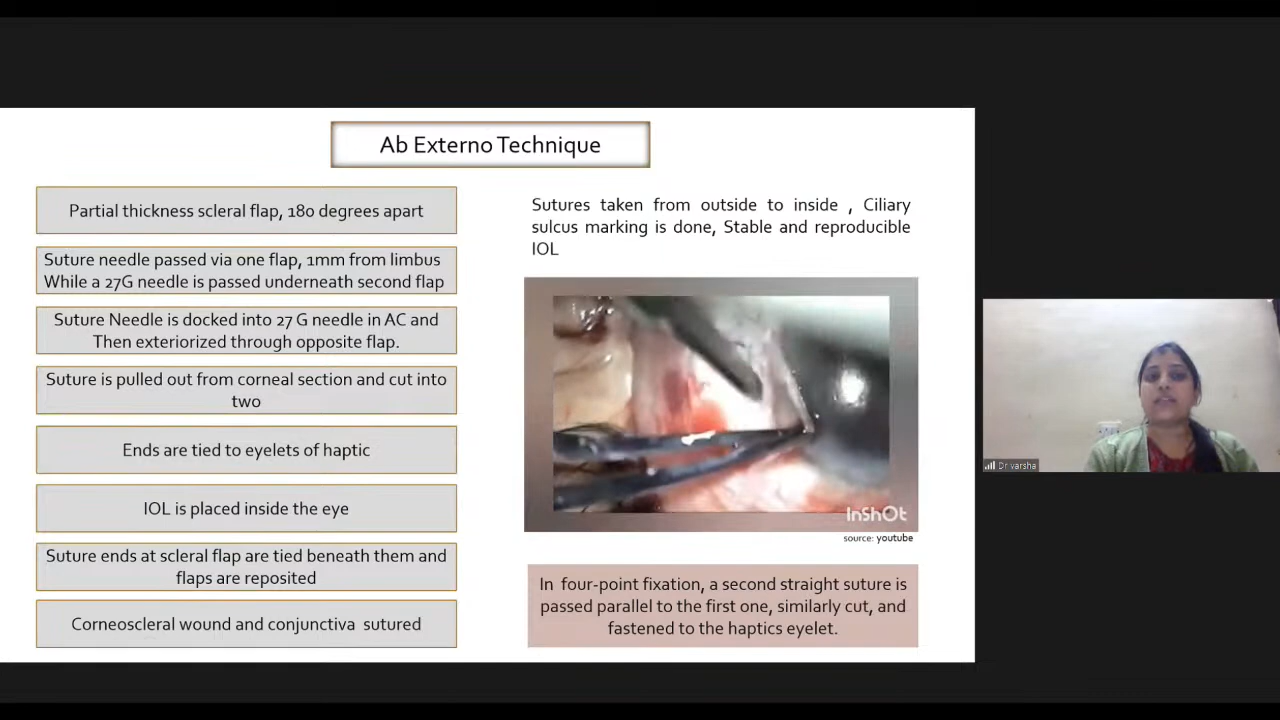 Ab Externo Technique
Partial thickness scleral flap, 180 degrees apart
Suture needle passed via one flap, 1mm from limbus
While a 27G needle is passed underneath second flap
Suture Needle is docked into 27 G needle in AC and
Then exteriorized through opposite flap.
Suture is pulled out from corneal section and cut into
two
Ends are tied to eyelets of haptic
IOL is placed inside the eye
Suture ends at scleral flap are tied beneath them and
flaps are reposited
Corneoscleral wound and conjunctiva sutured
Sutures taken from outside to inside , Ciliary
sulcus marking is done, Stable and reproducible
IOL
InShOt
source: youtube
In four-point fixation, a second straight suture is
passed parallel to the first one, similarly cut, and
fastened to the haptics eyelet.
Dr varsha